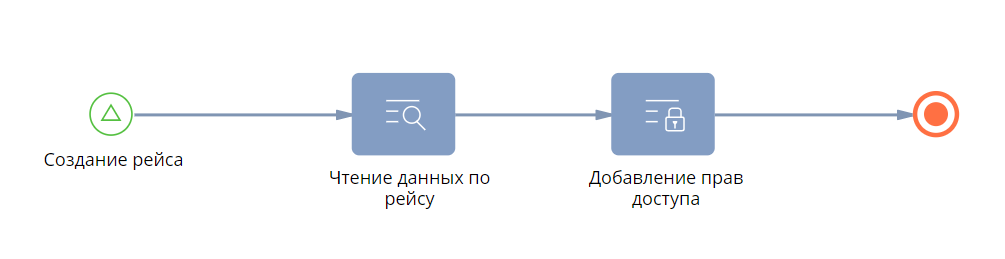 Создание рейса
Чтение данных по
рейсу
Добавление прав
доступа